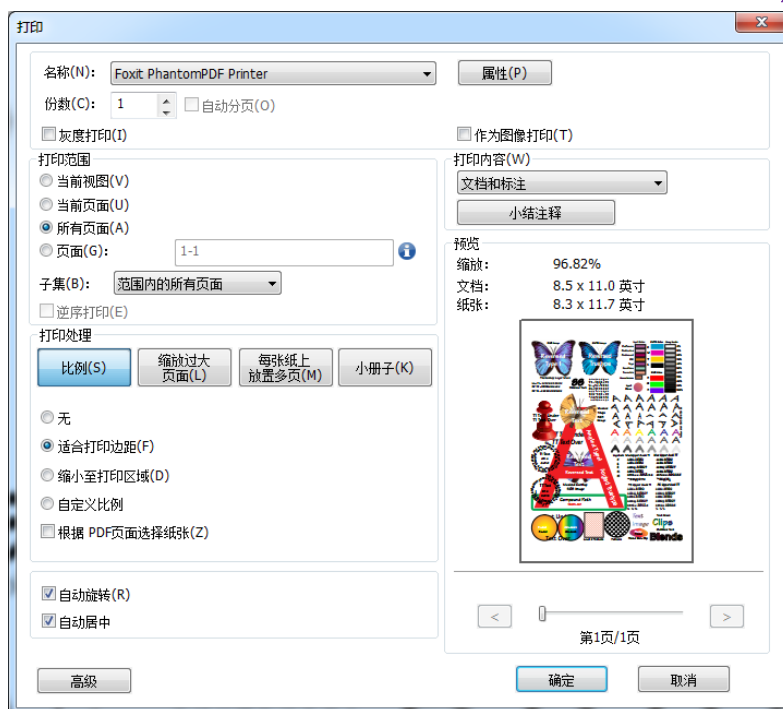 打印
名称(N): Foxit PhantomPDF Printer 属性(P)
份数(C): 1 自动分页(O)
灰度打印(I) 作为图像打印(T)
打印范围
当前视图(V)
当前页面(U)
所有页面(A)
页面(G): 1-1
子集(B): 范围内的所有页面
逆序打印(E)
打印内容(W)
文档和标注
小结注释
打印处理
比例(S)
缩放过大
页面(L)
每张纸上
放置多页(M)
小册子(K)
无
适合打印边距(F)
缩小至打印区域(D)
自定义比例
根据 PDF页面选择纸张(Z)
自动旋转(R)
自动居中
预览
缩放: 96.82%
文档: 8.5 x 11.0 英寸
纸张: 8.3 x 11.7 英寸
Compound Path
Text
Image
Clips
Blends
< >
第1页/1页
高级 确定 取消